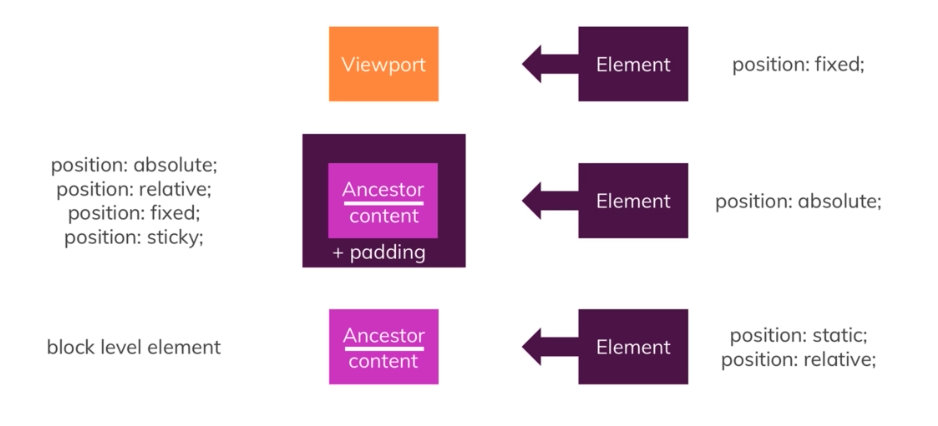 Viewport
Element
position: fixed;
position: absolute;
position: relative;
position: fixed;
position: sticky;
Ancestor
content
+ padding
Element
position: absolute;
block level element
Ancestor
content
Element
position: static;
position: relative;